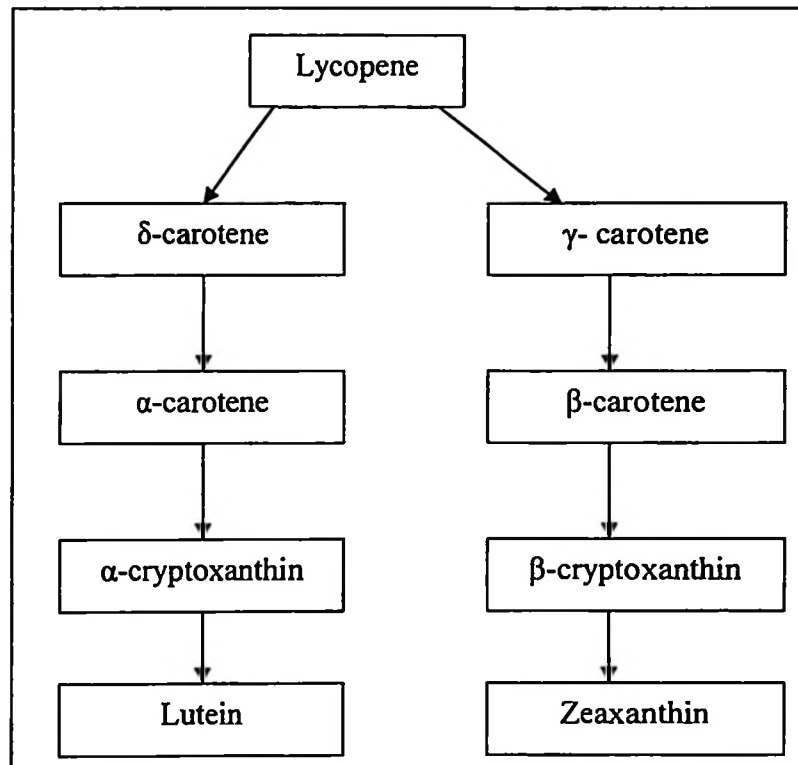 Lycopene
δ-carotene
γ- carotene
α-carotene
β-carotene
α-cryptoxanthin
β-cryptoxanthin
Lutein
Zeaxanthin